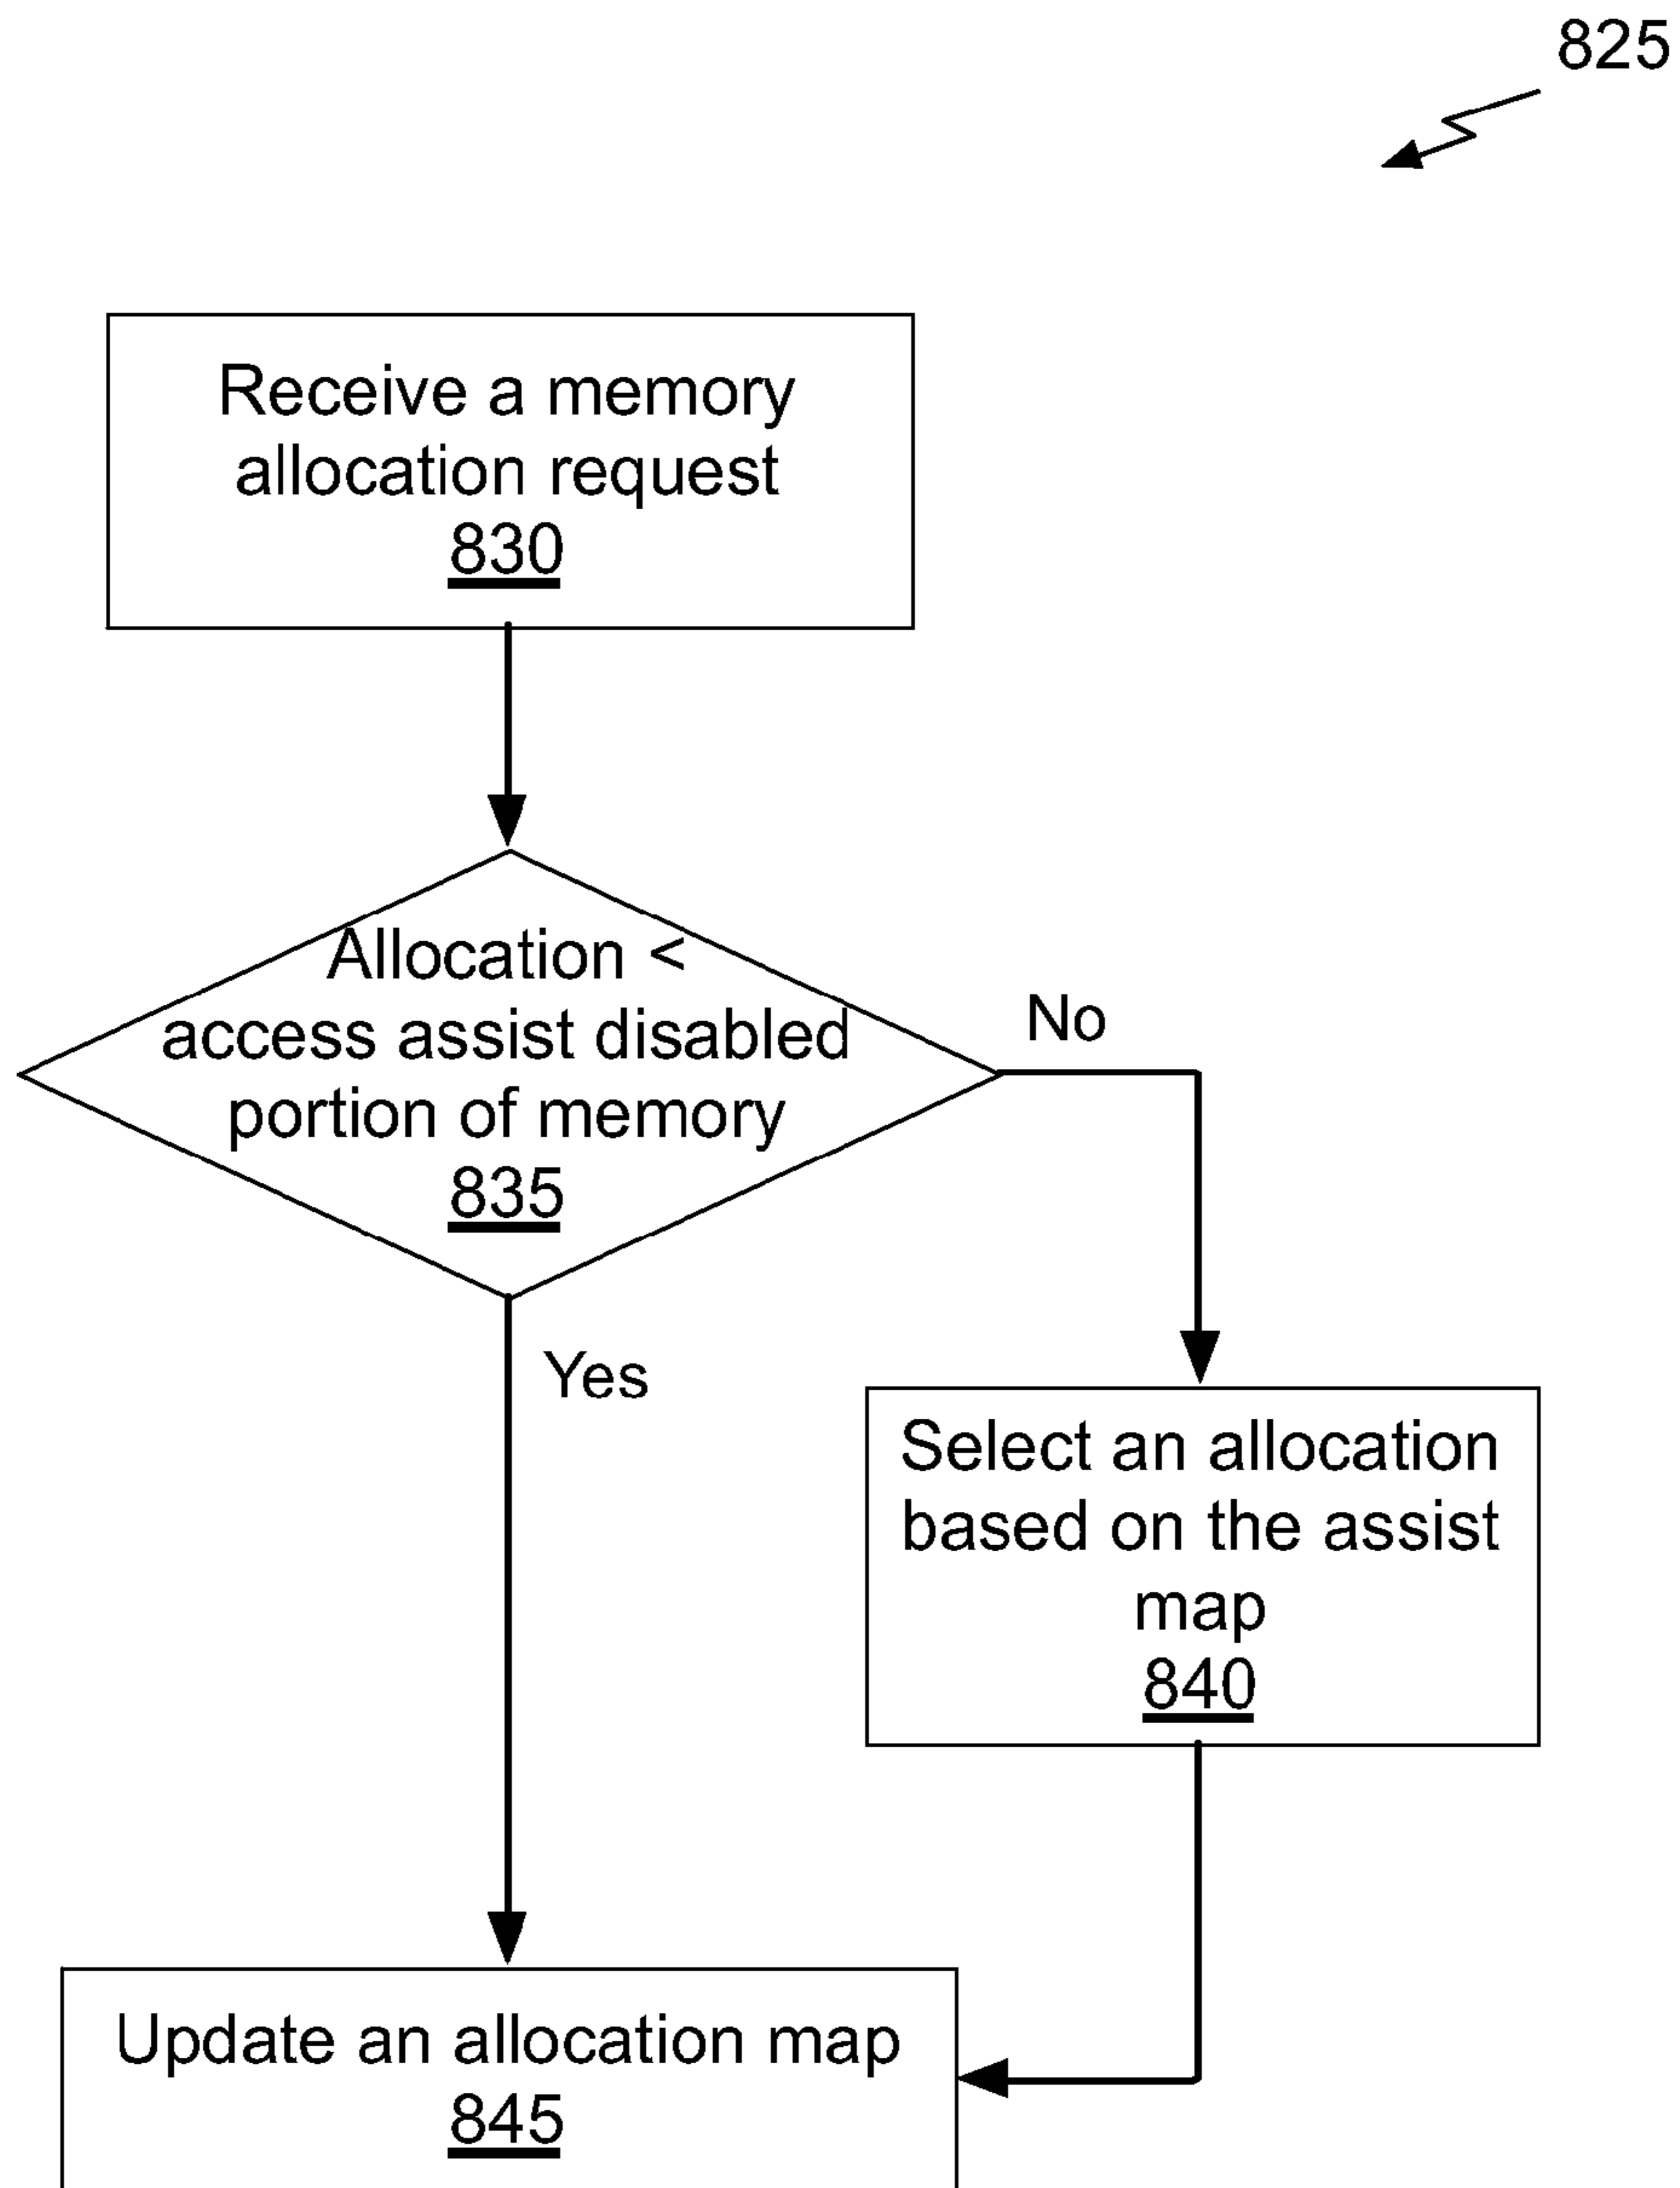 825
Receive a memory
allocation request
830
Allocation <
access assist disabled
portion of memory
835
No
Yes
Select an allocation
based on the assist
map
840
Update an allocation map
845